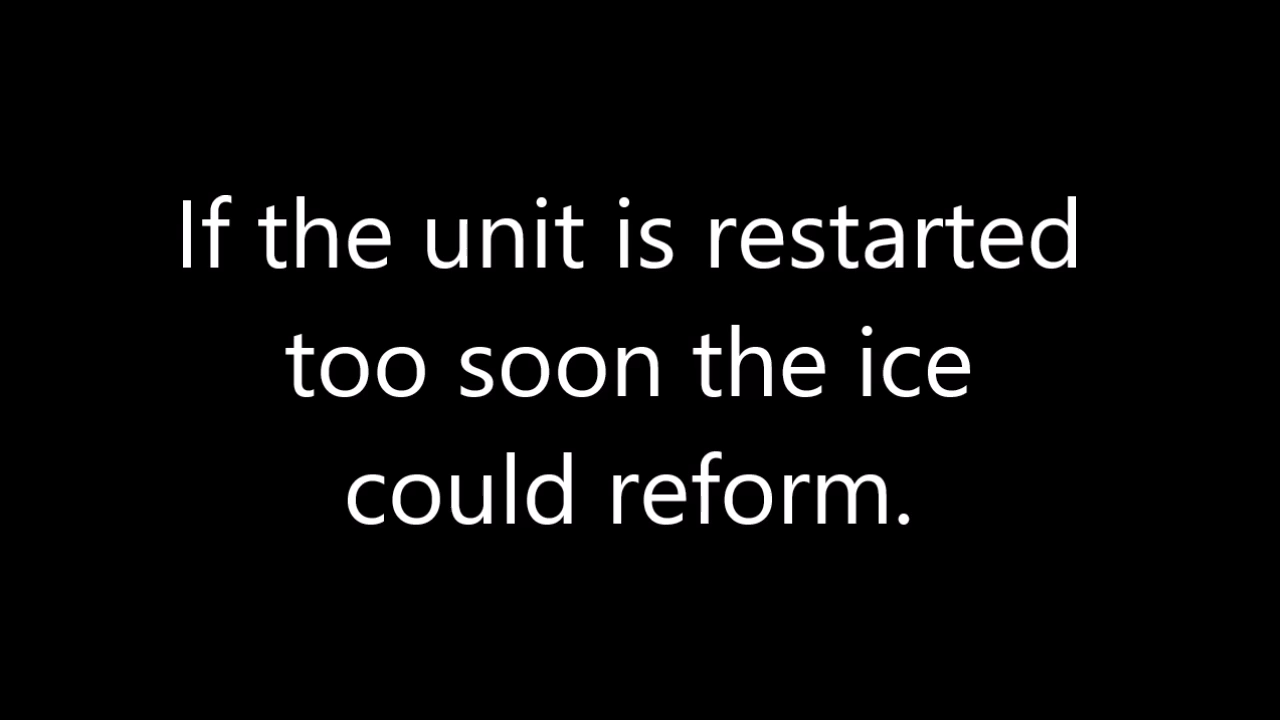 If the unit is restarted
too soon the ice
could reform.